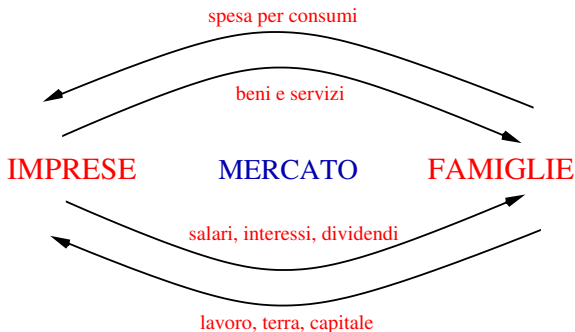 spesa per consumi
beni e servizi
IMPRESE MERCATO FAMIGLIE
salari, interessi, dividendi
lavoro, terra, capitale